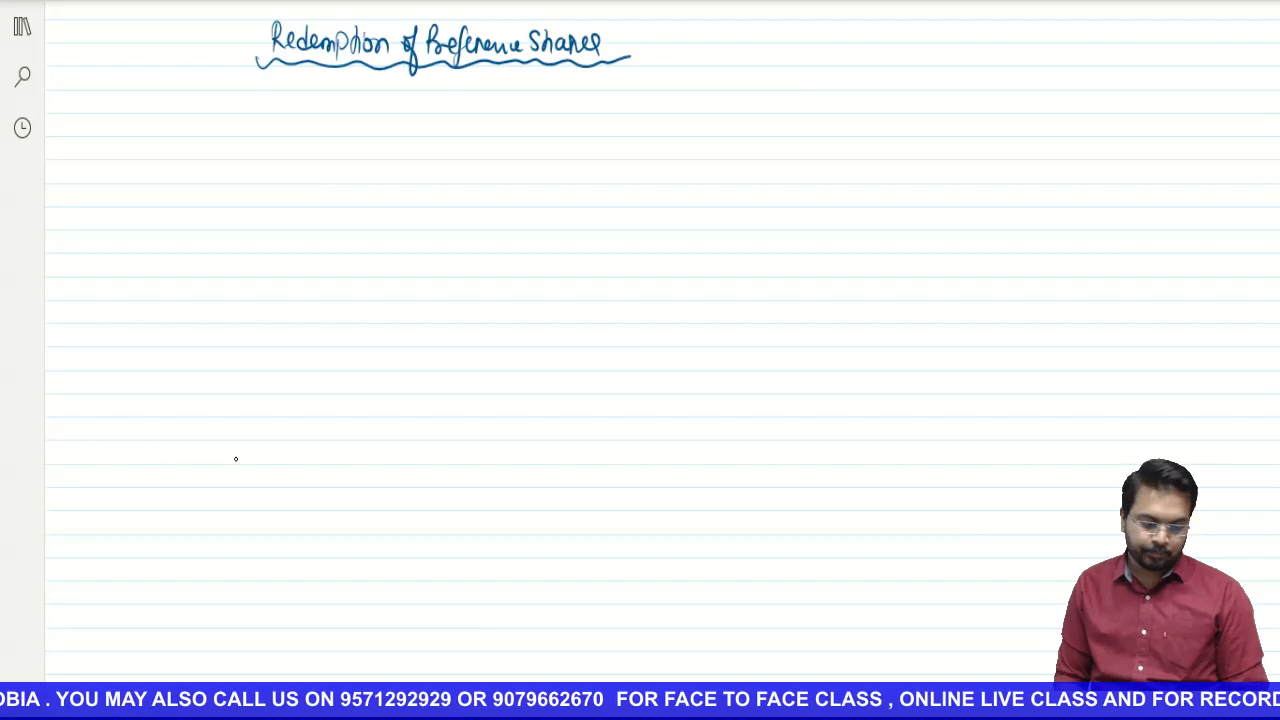 Redemption of Preference Shares
OBIA . YOU MAY ALSO CALL US ON 9571292929 OR 9079662670 FOR FACE TO FACE CLASS , ONLINE LIVE CLASS AND FOR RECORD